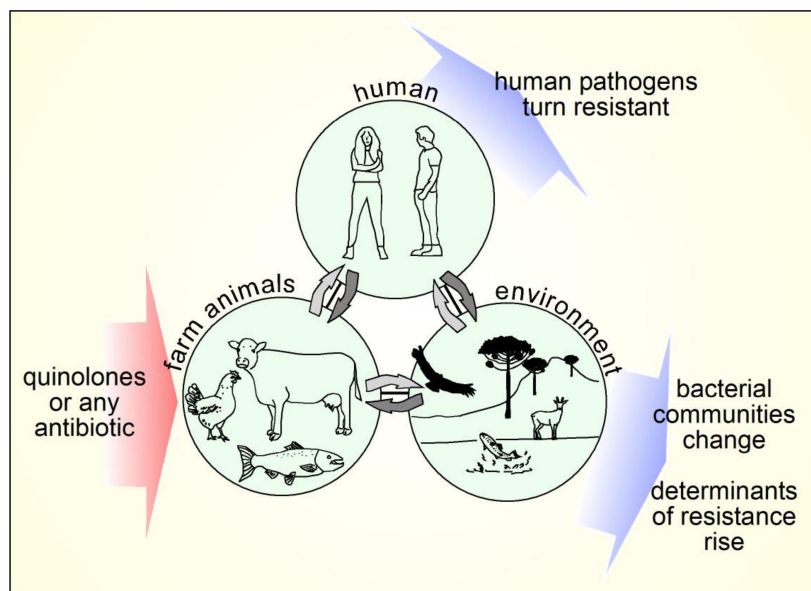 human
human pathogens
turn resistant
farm animals
environment
quinolones
or any
antibiotic
bacterial
communities
change
determinants
of resistance
rise